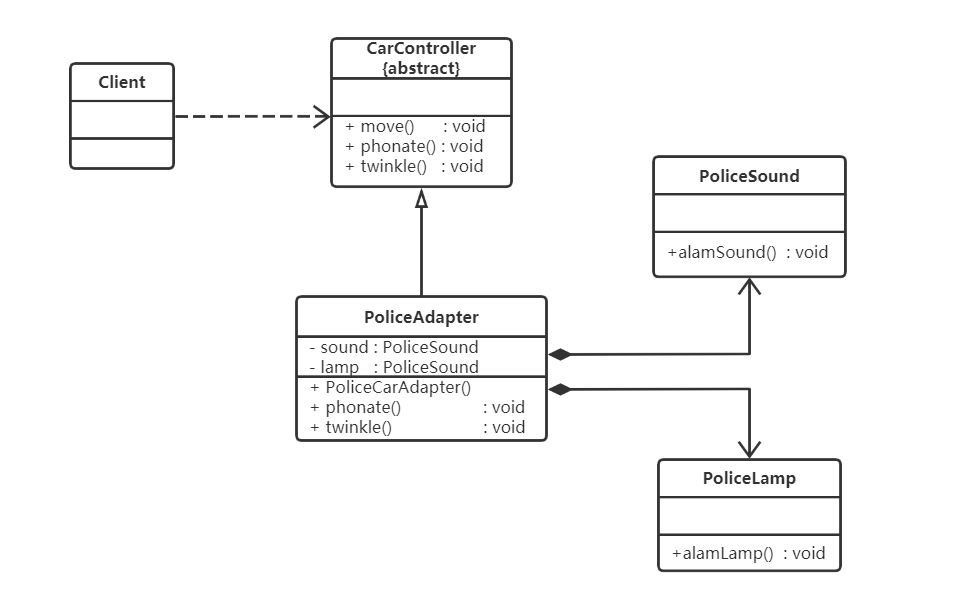 Client
CarController
{abstract}
+ move() : void
+ phonate() : void
+ twinkle() : void
PoliceSound
+alamSound() : void
PoliceAdapter
- sound : PoliceSound
- lamp : PoliceSound
+ PoliceCarAdapter()
+ phonate() : void
+ twinkle() : void
PoliceLamp
+alamLamp() : void